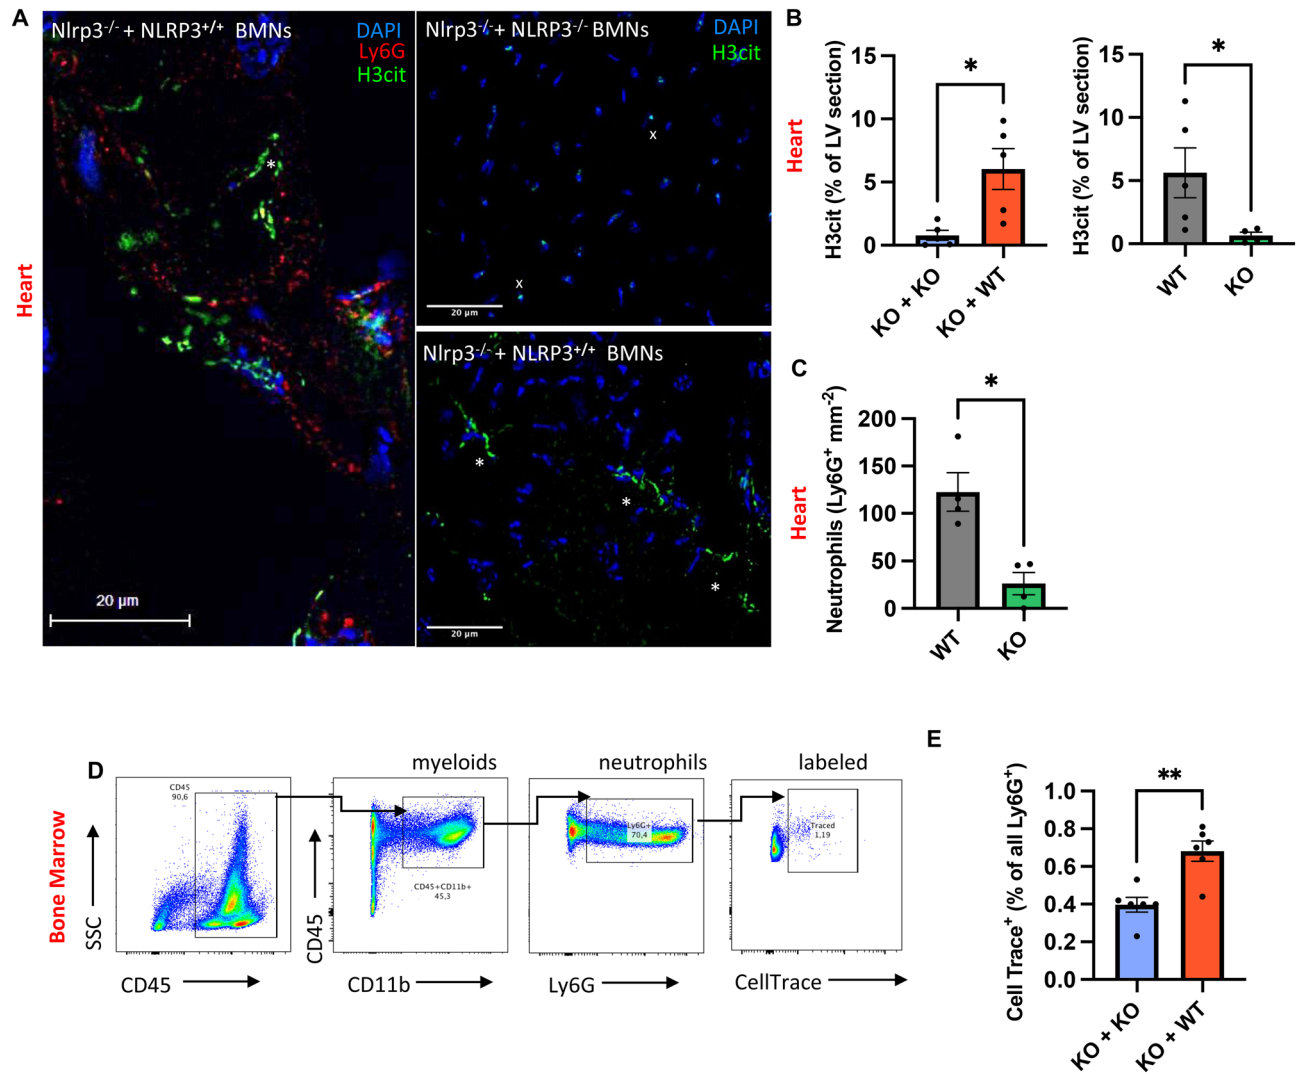 A
Nlrp3-/- + NLRP3+/+ BMNs
DAPI
Ly6G
H3cit
*
20 µm
Heart
Nlrp3-/- + NLRP3-/- BMNs
DAPI
H3cit
x
x
20 µm
Nlrp3-/- + NLRP3+/+ BMNs
*
*
*
20 µm
B
Heart
H3cit (% of LV section)
15
10
5
0
*
KO + KO
KO + WT
H3cit (% of LV section)
15
10
5
0
*
WT
KO
C
Heart
Neutrophils (Ly6G+ mm-2)
200
150
100
50
0
*
WT
KO
D
Bone Marrow
CD45
90,6
SSC
CD45
myeloids
CD45+CD11b+
45,3
CD45
CD11b
neutrophils
Ly6G+
70,4
Ly6G
labeled
Traced
1,19
CellTrace
E
Cell Trace+ (% of all Ly6G+)
1.0
0.8
0.6
0.4
0.2
0.0
**
KO + KO
KO + WT